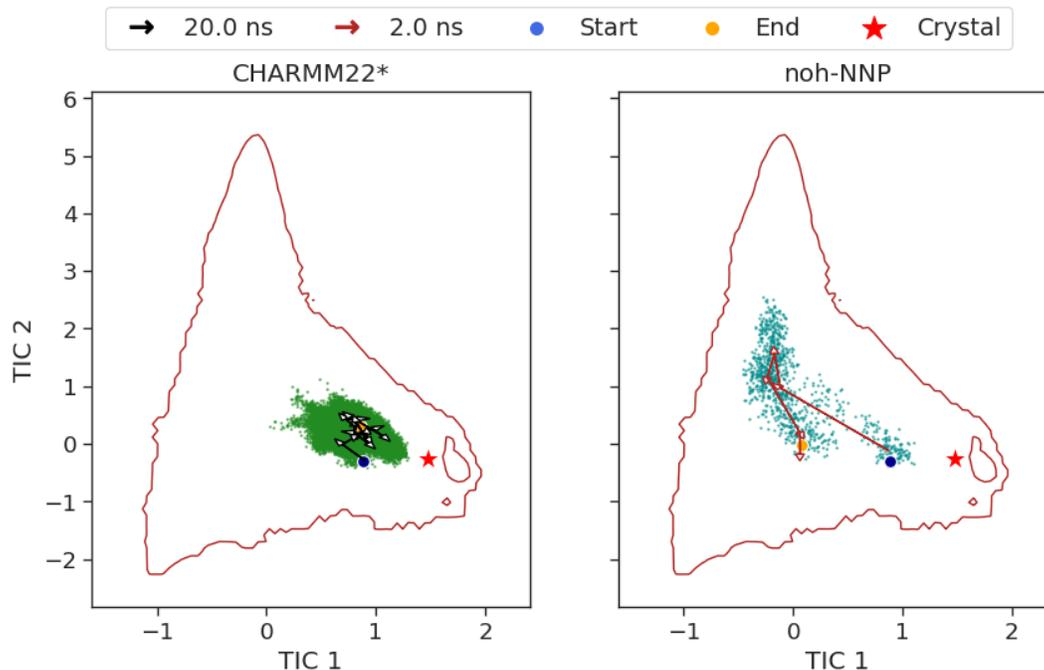 20.0 ns 2.0 ns Start End Crystal
CHARMM22* noh-NNP
6
5
4
3
2
1
0
−1
−2
TIC 2
−1 0 1 2 −1 0 1 2
TIC 1 TIC 1